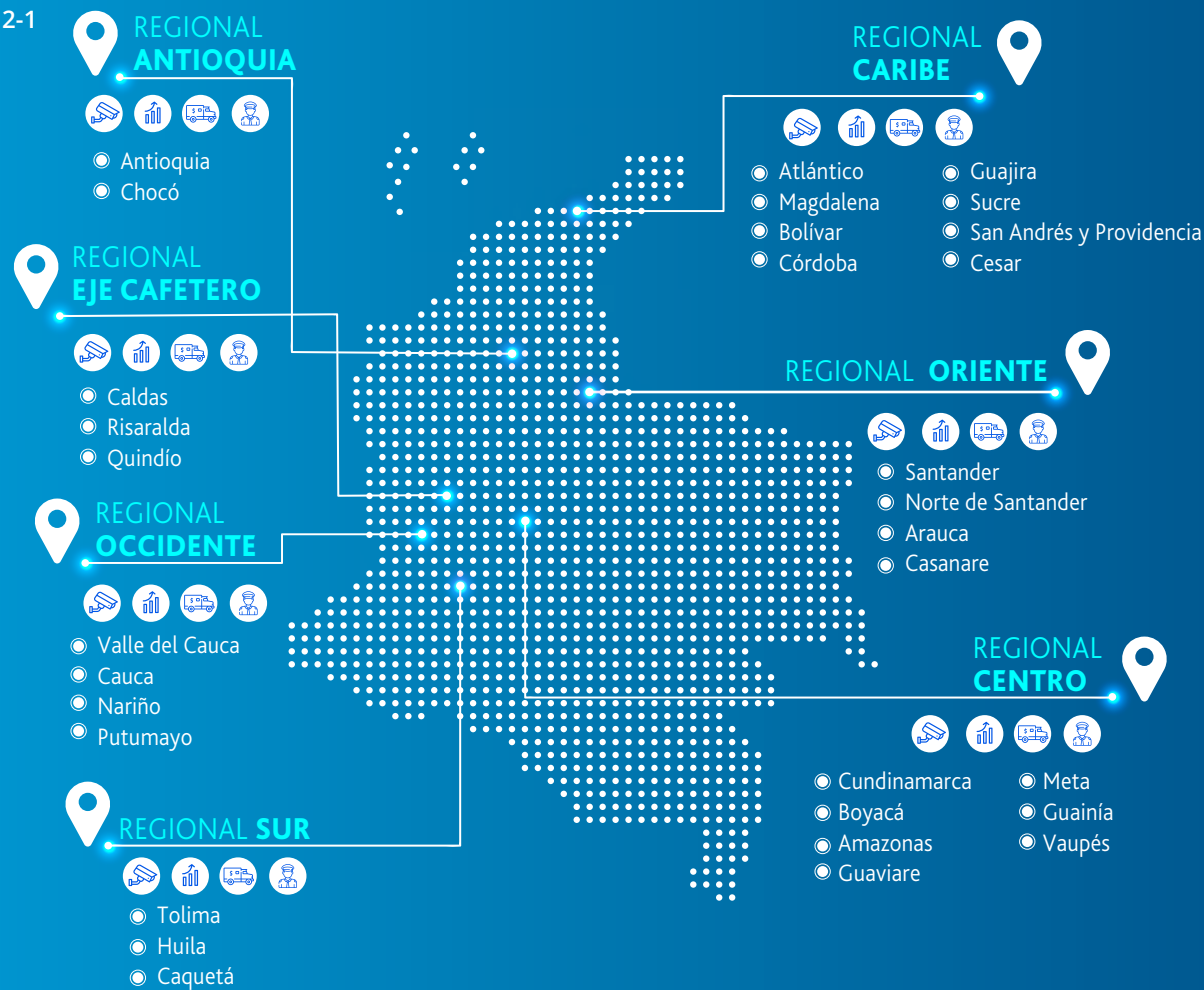 2-1
REGIONAL
ANTIOQUIA
Antioquia
Chocó
REGIONAL
EJE CAFETERO
Caldas
Risaralda
Quindío
REGIONAL
OCCIDENTE
Valle del Cauca
Cauca
Nariño
Putumayo
REGIONAL SUR
Tolima
Huila
Caquetá
REGIONAL
CARIBE
Atlántico
Magdalena
Bolívar
Córdoba
Guajira
Sucre
San Andrés y Providencia
Cesar
REGIONAL ORIENTE
Santander
Norte de Santander
Arauca
Casanare
REGIONAL
CENTRO
Cundinamarca
Boyacá
Amazonas
Guaviare
Meta
Guainía
Vaupés